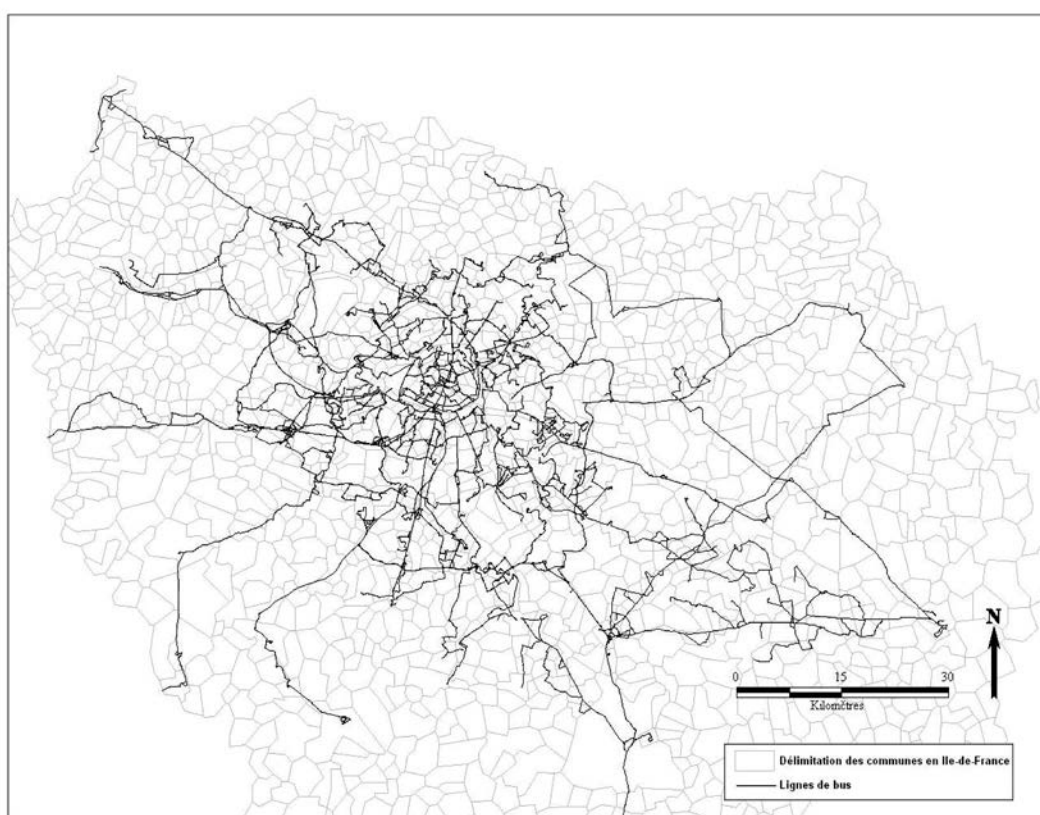 N
0 15 30
Kilomètres
Délimitation des communes en Ile-de-France
Lignes de bus